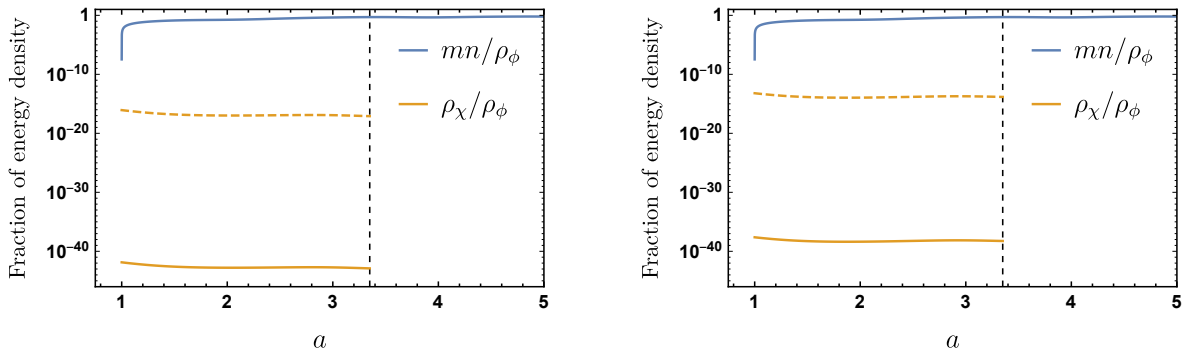 Fraction of energy density
1
10⁻¹⁰
10⁻²⁰
10⁻³⁰
10⁻⁴⁰
mn/ρ_ϕ
ρ_χ/ρ_ϕ
1 2 3 4 5
a
Fraction of energy density
1
10⁻¹⁰
10⁻²⁰
10⁻³⁰
10⁻⁴⁰
mn/ρ_ϕ
ρ_χ/ρ_ϕ
1 2 3 4 5
a